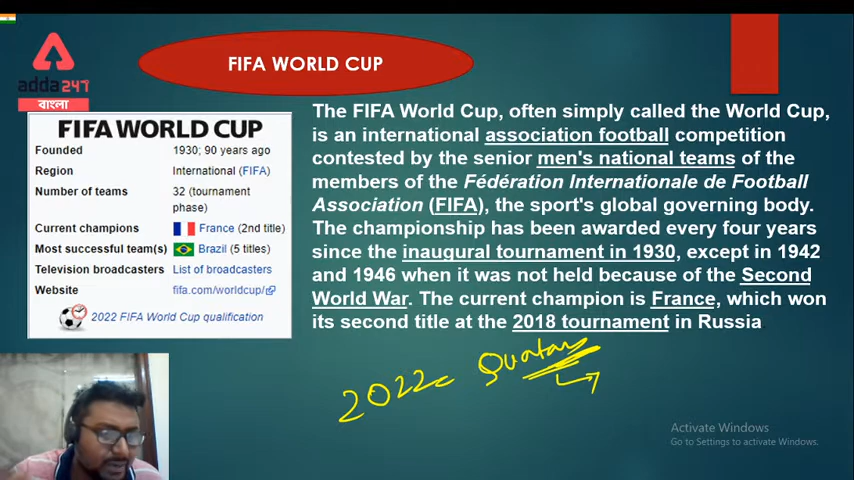 FIFA WORLD CUP
adda247
বাংলা
FIFA WORLD CUP
Founded 1930; 90 years ago
Region International (FIFA)
Number of teams 32 (tournament
phase)
Current champions France (2nd title)
Most successful team(s) Brazil (5 titles)
Television broadcasters List of broadcasters
Website fifa.com/worldcup/
2022 FIFA World Cup qualification
The FIFA World Cup, often simply called the World Cup,
is an international association football competition
contested by the senior men's national teams of the
members of the Fédération Internationale de Football
Association (FIFA), the sport's global governing body.
The championship has been awarded every four years
since the inaugural tournament in 1930, except in 1942
and 1946 when it was not held because of the Second
World War. The current champion is France, which won
its second title at the 2018 tournament in Russia
2022
Activate Windows
Go to Settings to activate Windows.